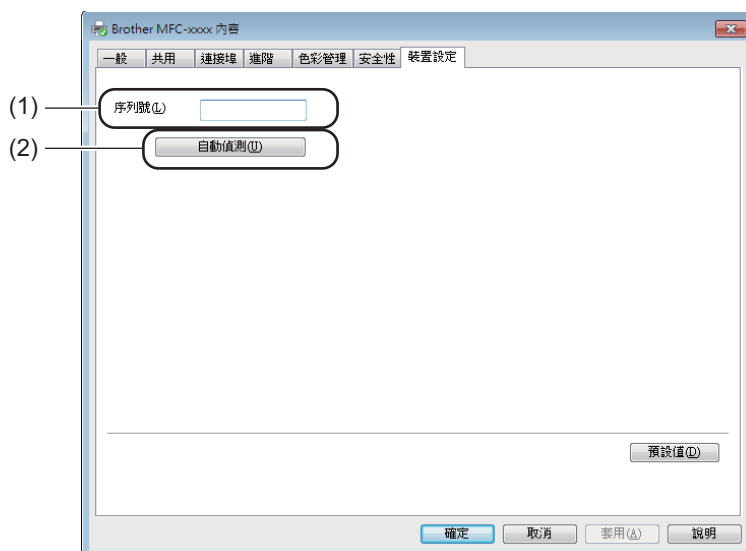 Brother MFC-xxxx 內容
一般 共用 連接埠 進階 色彩管理 安全性 裝置設定
(1) 序列號(L)
(2) 自動偵測(U)
預設值(D)
確定 取消 套用(A) 說明